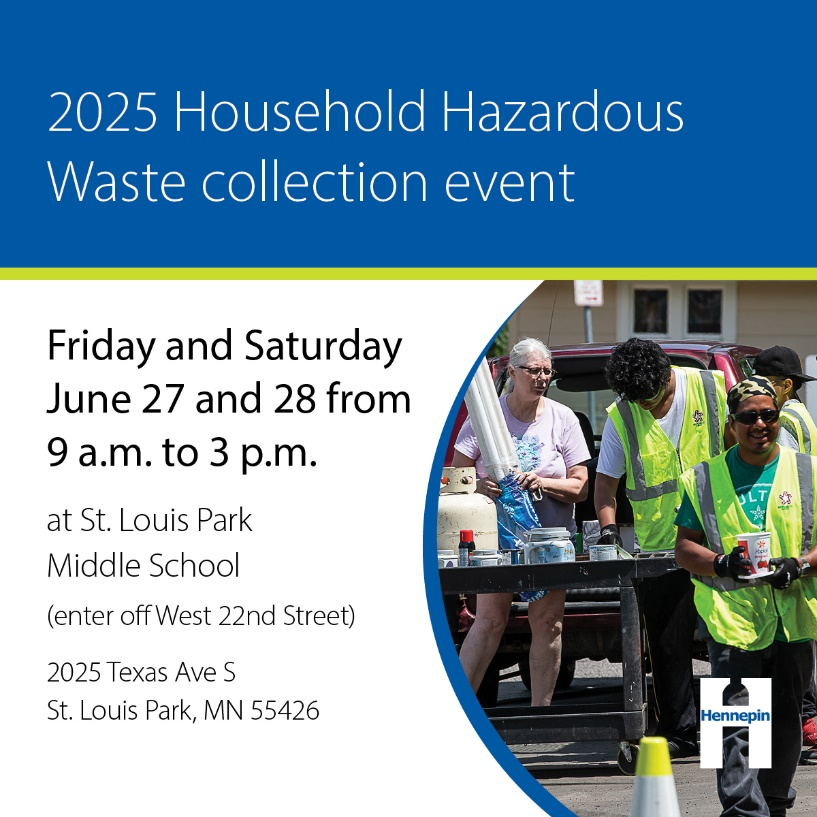 2025 Household Hazardous
Waste collection event
Friday and Saturday
June 27 and 28 from
9 a.m. to 3 p.m.
at St. Louis Park
Middle School
(enter off West 22nd Street)
2025 Texas Ave S
St. Louis Park, MN 55426
Hennepin